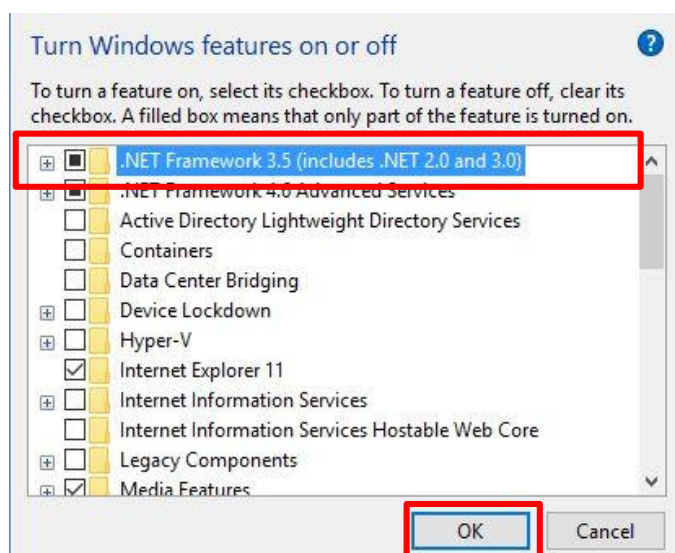 Turn Windows features on or off
?
To turn a feature on, select its checkbox. To turn a feature off, clear its
checkbox. A filled box means that only part of the feature is turned on.
.NET Framework 3.5 (includes .NET 2.0 and 3.0)
.NET Framework 4.6 Advanced Services
Active Directory Lightweight Directory Services
Containers
Data Center Bridging
Device Lockdown
Hyper-V
Internet Explorer 11
Internet Information Services
Internet Information Services Hostable Web Core
Legacy Components
Media Features
OK Cancel